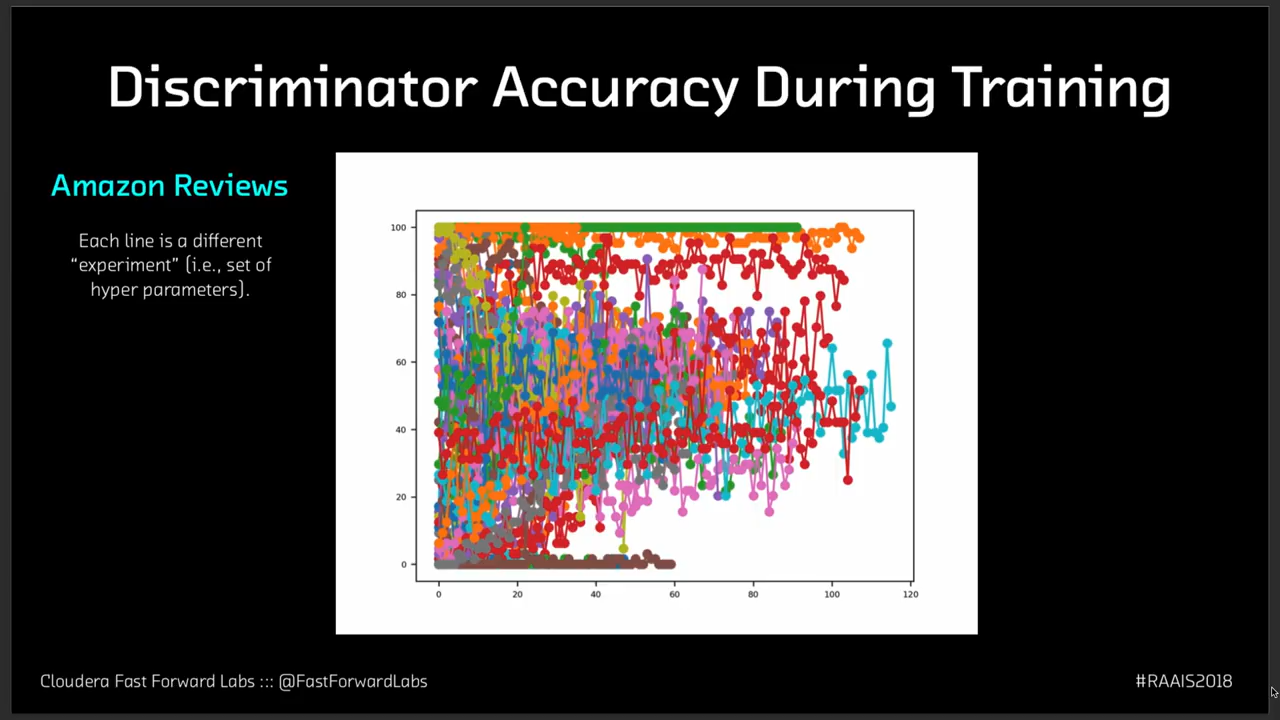 Discriminator Accuracy During Training
Amazon Reviews
Each line is a different
“experiment” (i.e., set of
hyper parameters).
100
80
60
40
20
0
0 20 40 60 80 100 120
Cloudera Fast Forward Labs ::: @FastForwardLabs
#RAAIS2018